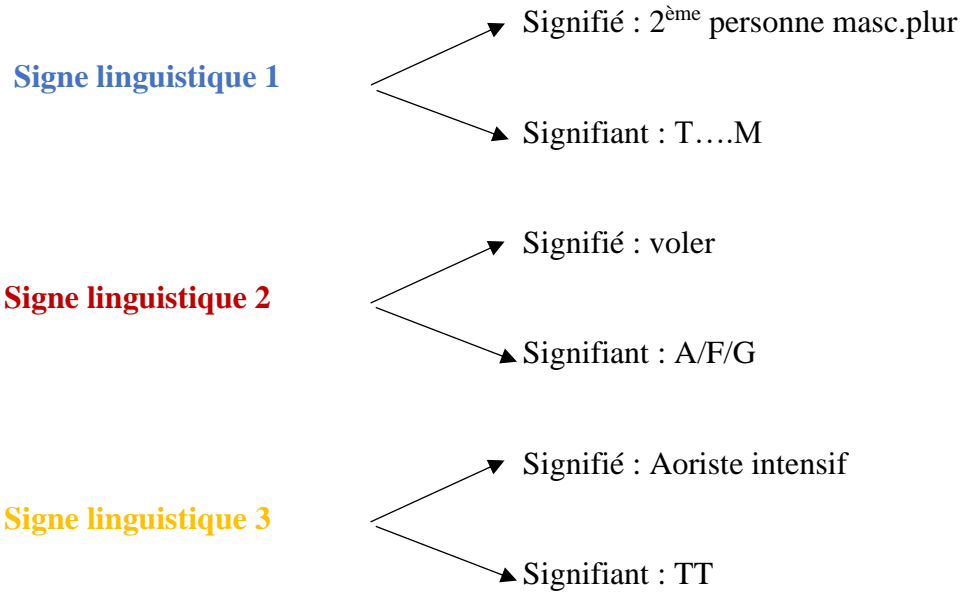 Signifié : 2ème personne masc.plur
Signe linguistique 1
Signifiant : T….M
Signifié : voler
Signe linguistique 2
Signifiant : A/F/G
Signifié : Aoriste intensif
Signe linguistique 3
Signifiant : TT